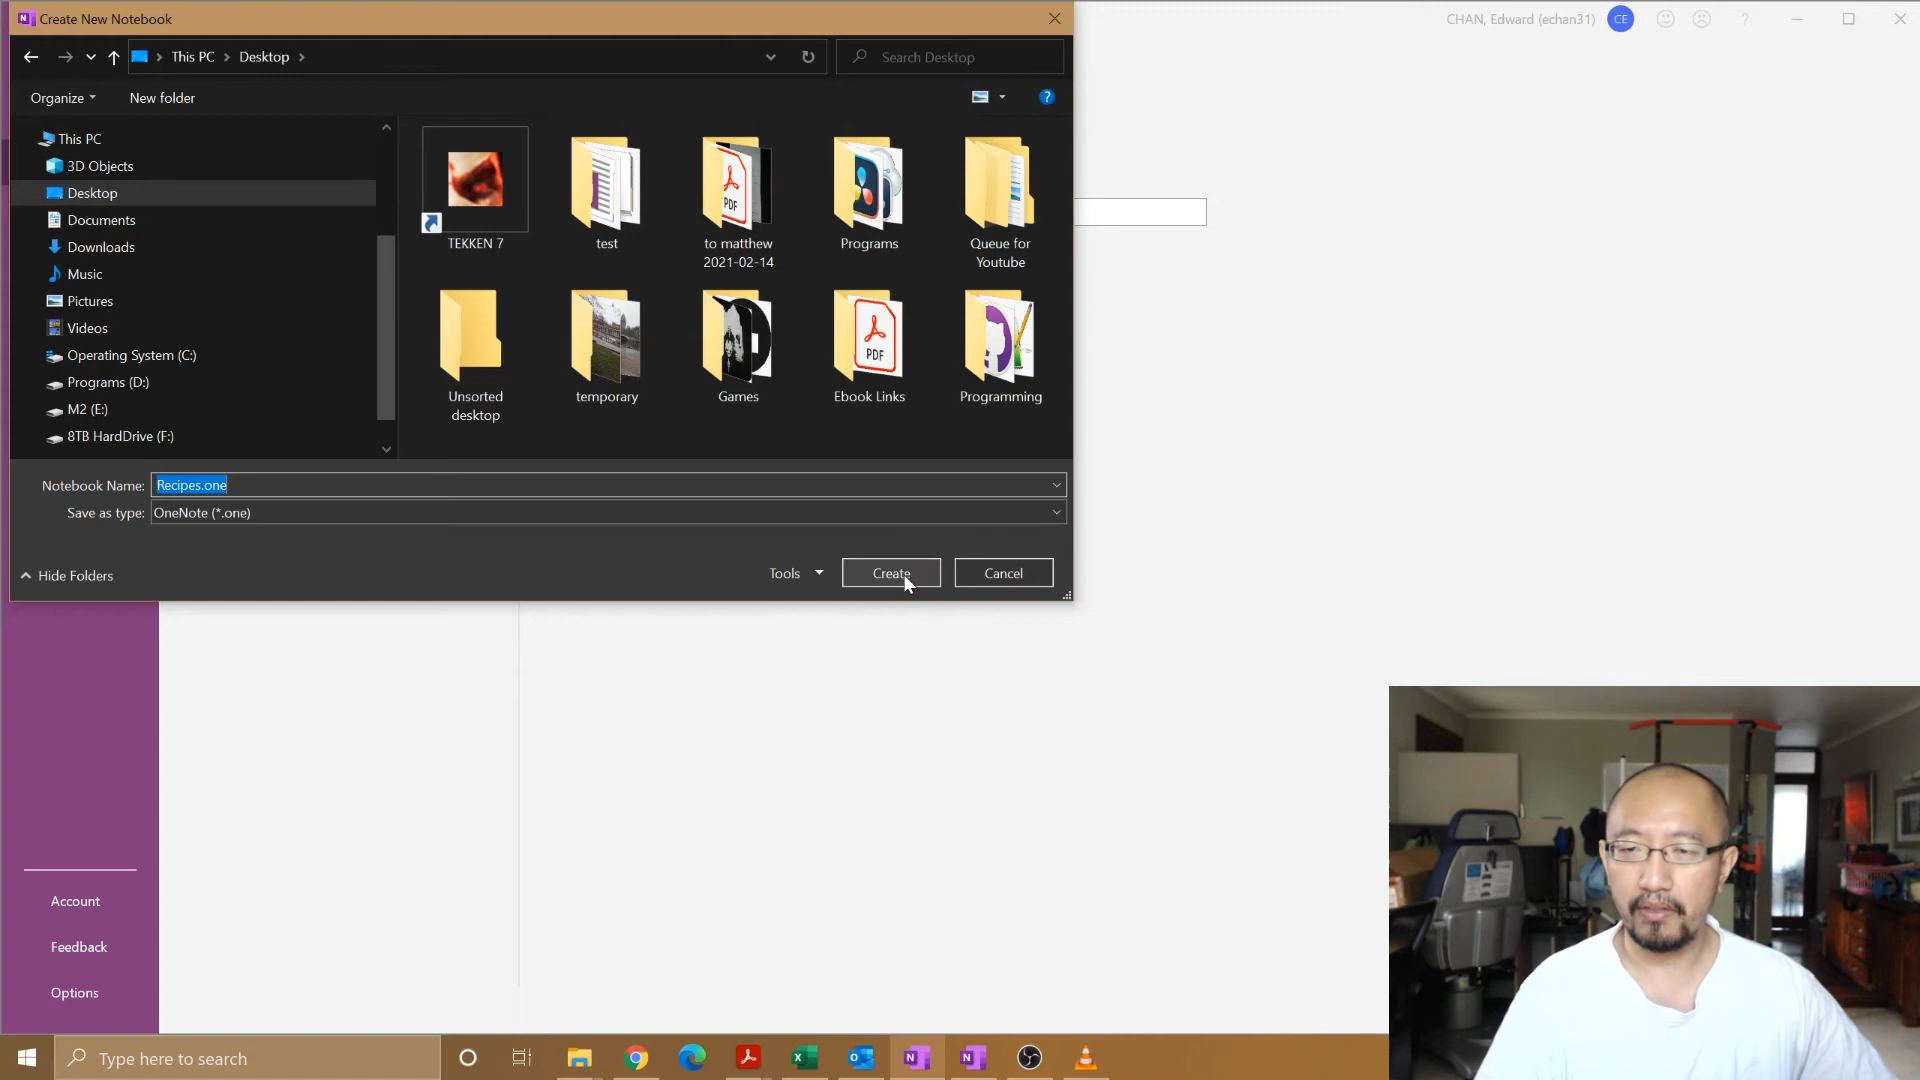 Create New Notebook
CHAN, Edward (echan31)
CE
?
This PC
Desktop
Search Desktop
Organize
New folder
?
This PC
3D Objects
Desktop
Documents
Downloads
Music
Pictures
Videos
Operating System (C:)
Programs (D:)
M2 (E:)
8TB HardDrive (F:)
TEKKEN 7
test
to matthew
2021-02-14
Programs
Queue for
Youtube
Unsorted
desktop
temporary
Games
PDF
PDF
Ebook Links
Programming
Notebook Name:
Recipes.one
Save as type:
OneNote (*.one)
Hide Folders
Tools
Create
Cancel
Account
Feedback
Options
Type here to search